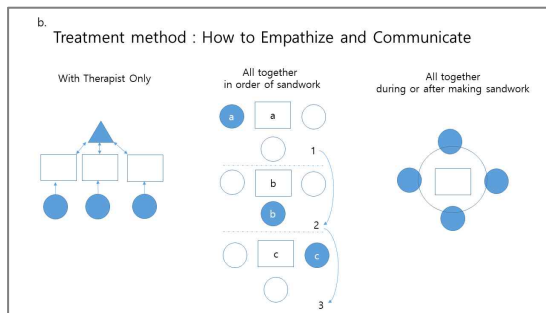 b.
Treatment method : How to Empathize and Communicate
With Therapist Only
All together
in order of sandwork
a
a
1
b
b
2
c
c
3
All together
during or after making sandwork